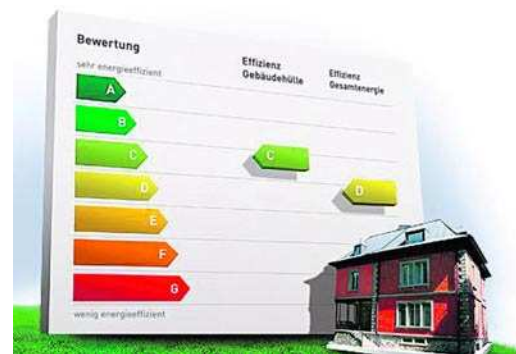 Bewertung
sehr energieeffizient
Effizienz
Gebäudehülle
Effizienz
Gesamtenergie
A
B
C
C
D
D
E
F
G
wenig energieeffizient